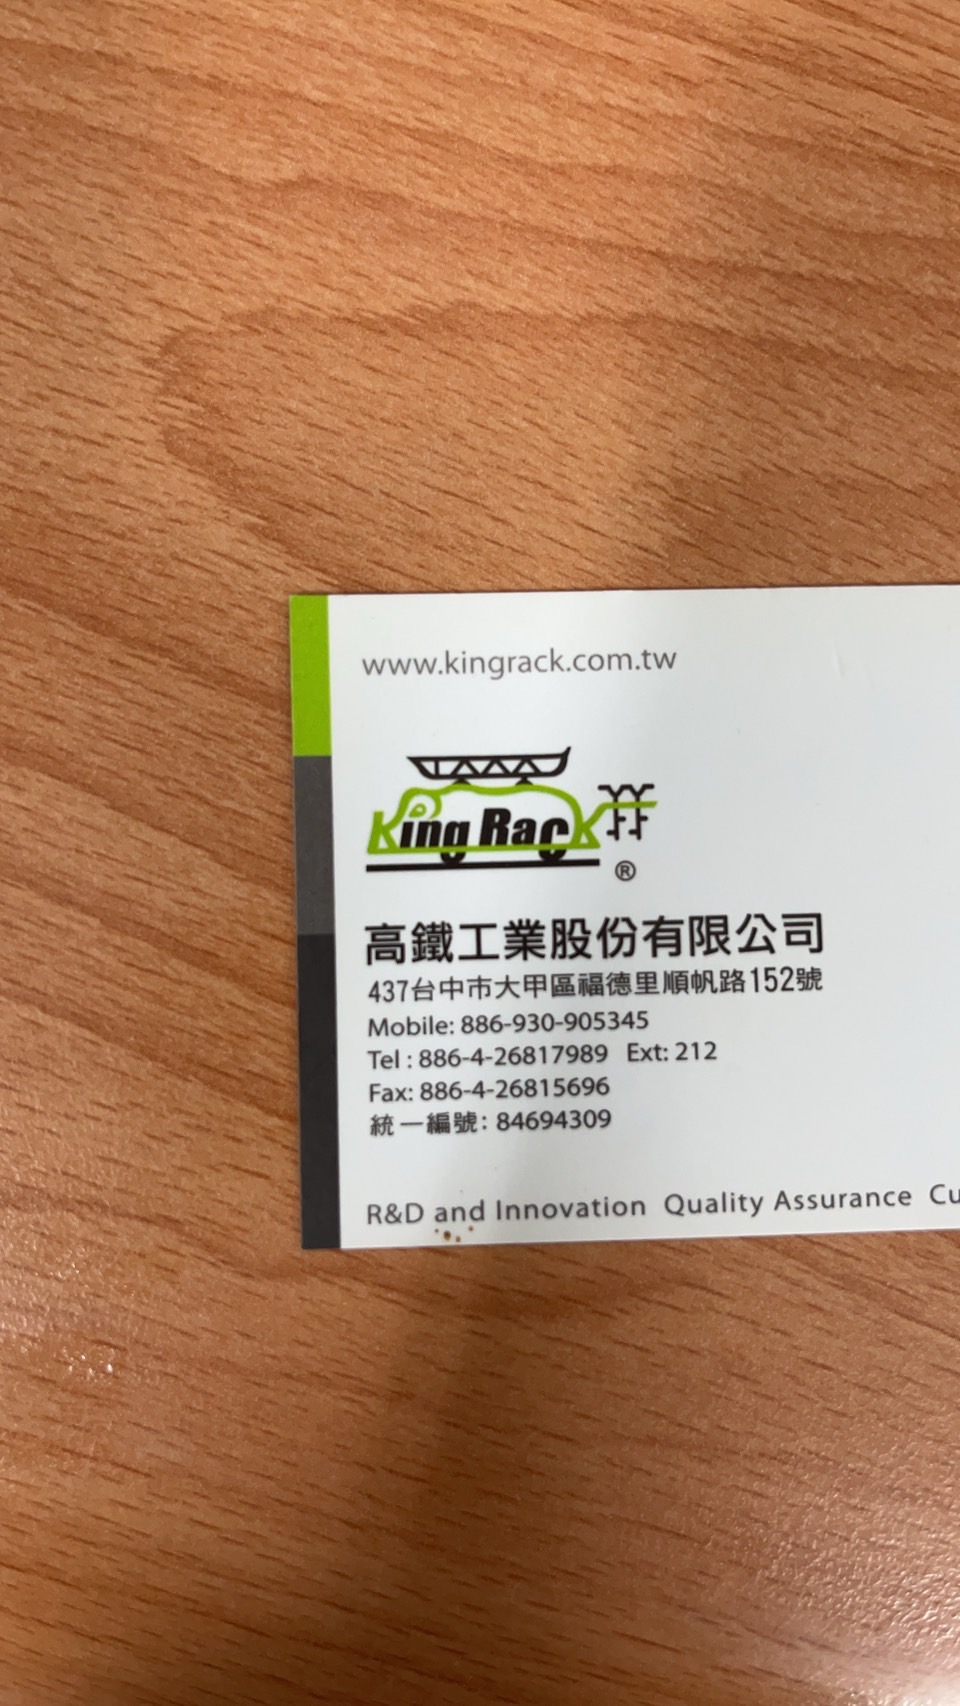 www.kingrack.com.tw
King Rack
®
高鐵工業股份有限公司
437台中市大甲區福德里順帆路152號
Mobile: 886-930-905345
Tel : 886-4-26817989 Ext: 212
Fax: 886-4-26815696
統一編號: 84694309
R&D and Innovation Quality Assurance Cu